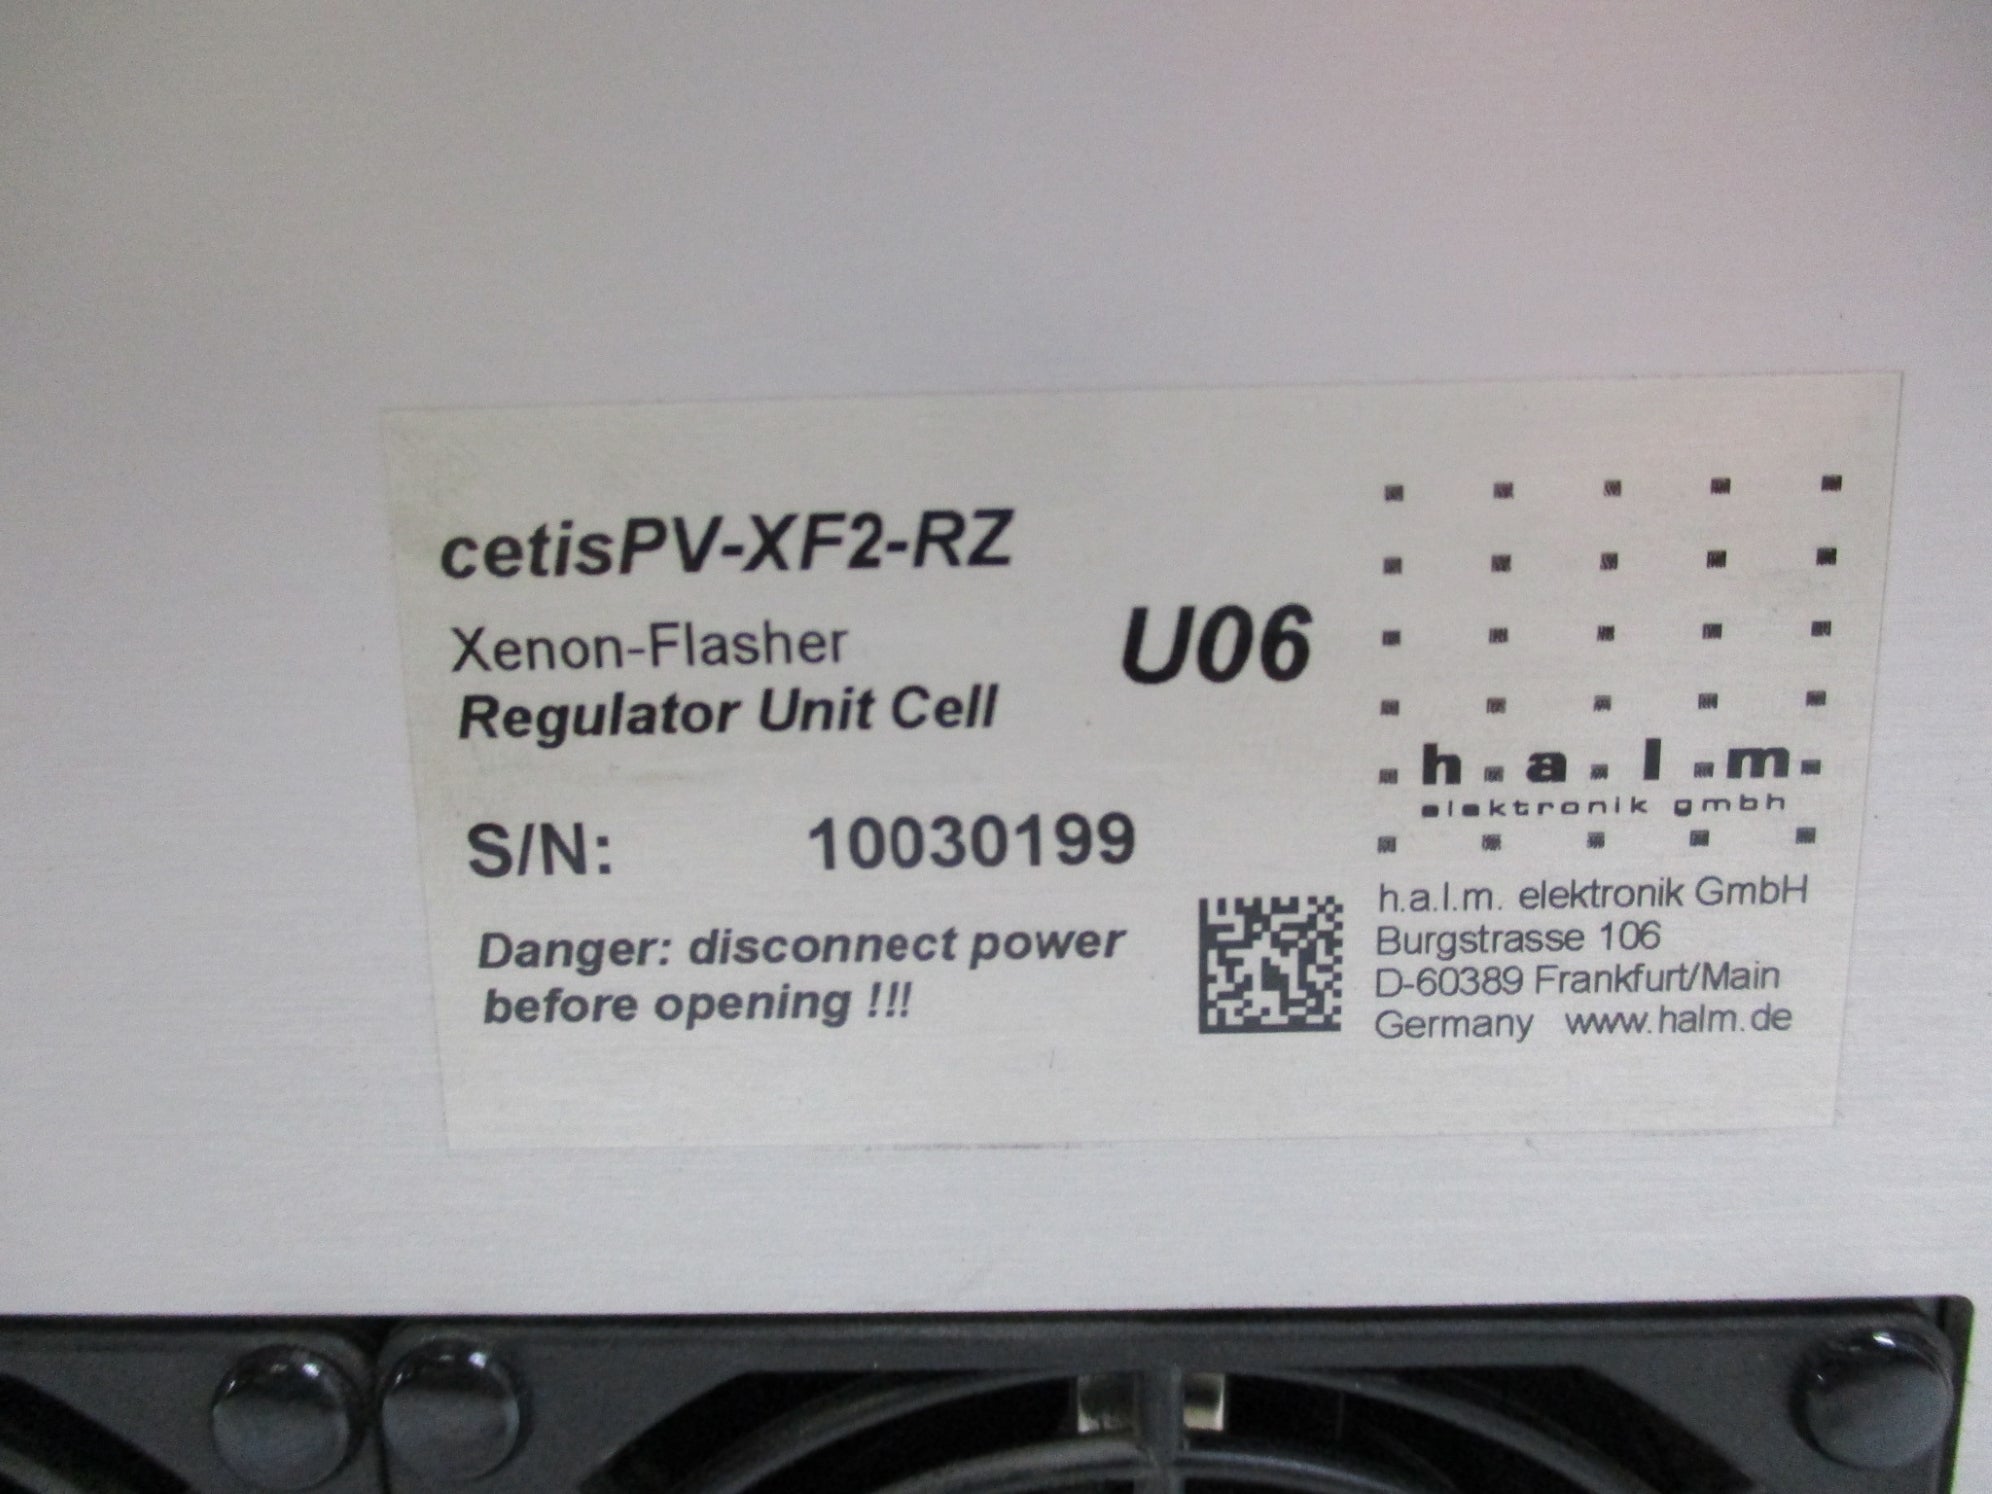 cetisPV-XF2-RZ
Xenon-Flasher
Regulator Unit Cell
U06
S/N: 10030199
Danger: disconnect power
before opening !!!
h.a.l.m.
elektronik gmbh
h.a.l.m. elektronik GmbH
Burgstrasse 106
D-60389 Frankfurt/Main
Germany www.halm.de